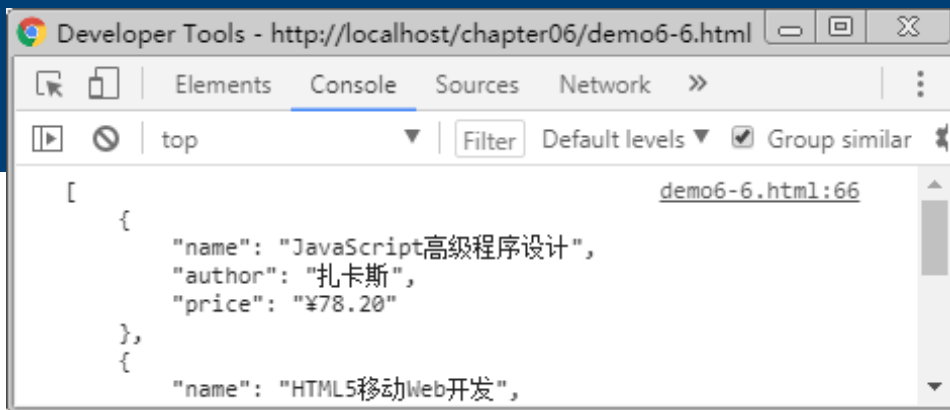 Developer Tools - http://localhost/chapter06/demo6-6.html
Elements Console Sources Network »
top Filter Default levels Group similar
[ demo6-6.html:66
{
"name": "JavaScript高级程序设计",
"author": "扎卡斯",
"price": "¥78.20"
},
{
"name": "HTML5移动Web开发",